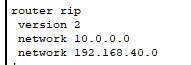 router rip
version 2
network 10.0.0.0
network 192.168.40.0